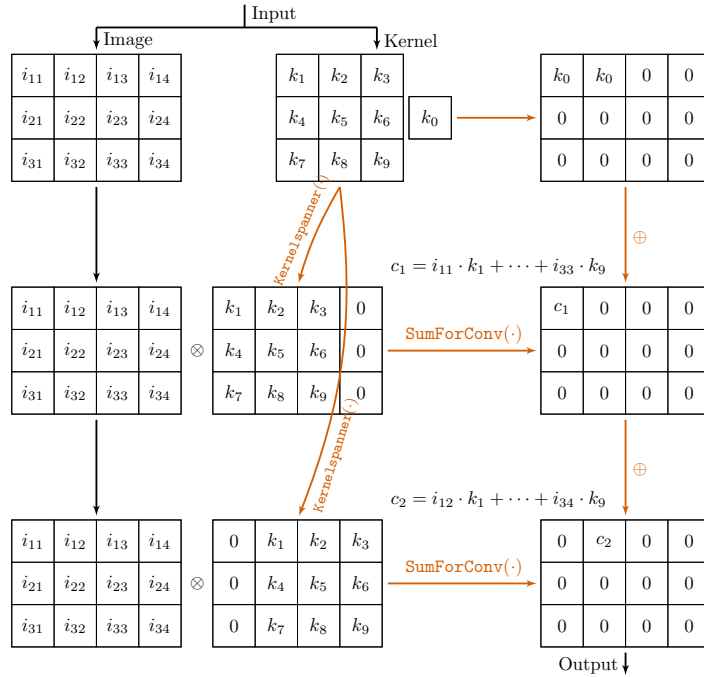 Input
Image Kernel
i₁₁ i₁₂ i₁₃ i₁₄ k₁ k₂ k₃ k₀ k₀ 0 0
i₂₁ i₂₂ i₂₃ i₂₄ k₄ k₅ k₆ k₀ 0 0 0 0
i₃₁ i₃₂ i₃₃ i₃₄ k₇ k₈ k₉ 0 0 0 0
Kernelspanner(·)
⊕
c₁ = i₁₁ · k₁ + ⋯ + i₃₃ · k₉
i₁₁ i₁₂ i₁₃ i₁₄ k₁ k₂ k₃ 0 c₁ 0 0 0
i₂₁ i₂₂ i₂₃ i₂₄ ⊗ k₄ k₅ k₆ 0 SumForConv(·) 0 0 0 0
i₃₁ i₃₂ i₃₃ i₃₄ k₇ k₈ k₉ 0 0 0 0 0
Kernelspanner(·)
⊕
c₂ = i₁₂ · k₁ + ⋯ + i₃₄ · k₉
i₁₁ i₁₂ i₁₃ i₁₄ 0 k₁ k₂ k₃ 0 c₂ 0 0
i₂₁ i₂₂ i₂₃ i₂₄ ⊗ 0 k₄ k₅ k₆ SumForConv(·) 0 0 0 0
i₃₁ i₃₂ i₃₃ i₃₄ 0 k₇ k₈ k₉ 0 0 0 0
Output